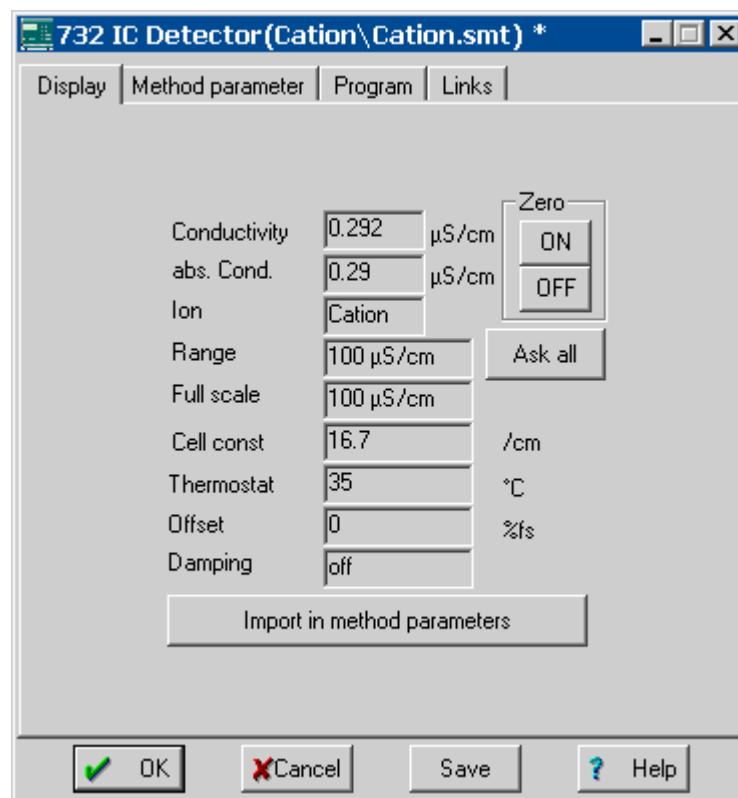 732 IC Detector(Cation\Cation.smt) *
Display Method parameter Program Links
Zero
Conductivity 0.292 µS/cm ON
abs. Cond. 0.29 µS/cm OFF
Ion Cation
Range 100 µS/cm Ask all
Full scale 100 µS/cm
Cell const 16.7 /cm
Thermostat 35 °C
Offset 0 %fs
Damping off
Import in method parameters
OK Cancel Save ? Help